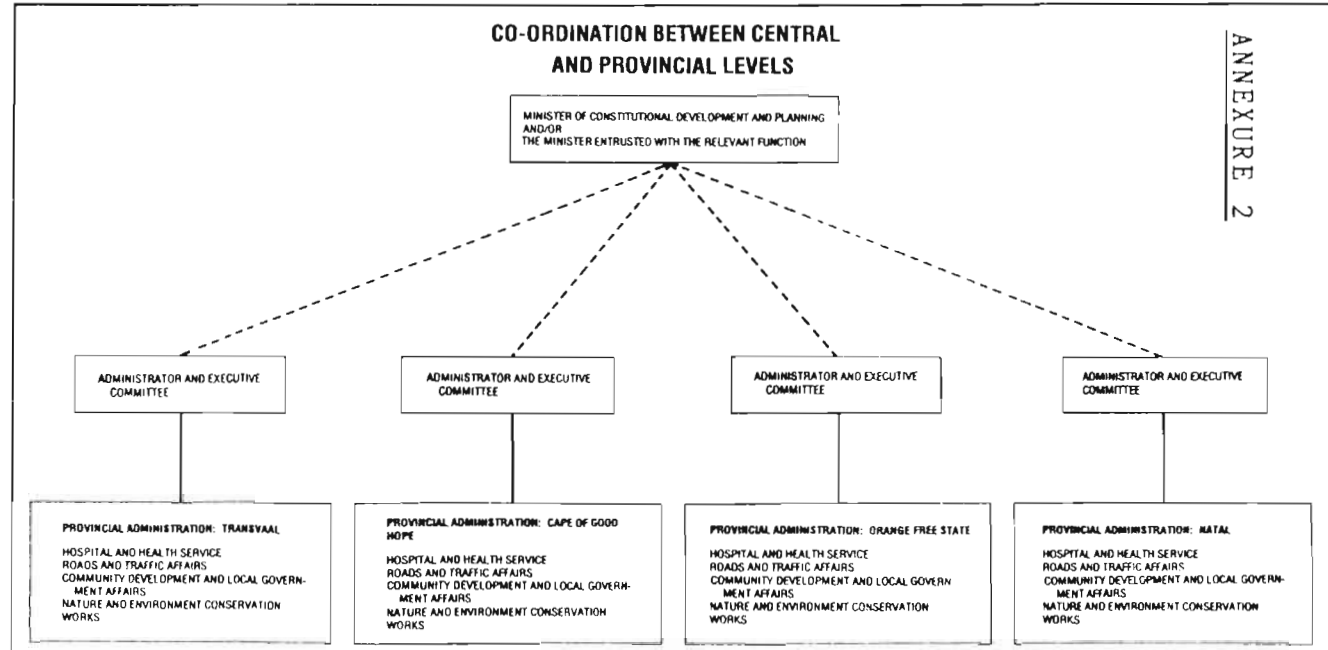 CO-ORDINATION BETWEEN CENTRAL
AND PROVINCIAL LEVELS
ANNEXURE 2
MINISTER OF CONSTITUTIONAL DEVELOPMENT AND PLANNING
AND/OR
THE MINISTER ENTRUSTED WITH THE RELEVANT FUNCTION
ADMINISTRATOR AND EXECUTIVE
COMMITTEE
ADMINISTRATOR AND EXECUTIVE
COMMITTEE
ADMINISTRATOR AND EXECUTIVE
COMMITTEE
ADMINISTRATOR AND EXECUTIVE
COMMITTEE
PROVINCIAL ADMINISTRATION: TRANSVAAL
HOSPITAL AND HEALTH SERVICE
ROADS AND TRAFFIC AFFAIRS
COMMUNITY DEVELOPMENT AND LOCAL GOVERN-
MENT AFFAIRS
NATURE AND ENVIRONMENT CONSERVATION
WORKS
PROVINCIAL ADMINISTRATION: CAPE OF GOOD
HOPE
HOSPITAL AND HEALTH SERVICE
ROADS AND TRAFFIC AFFAIRS
COMMUNITY DEVELOPMENT AND LOCAL GOVERN-
MENT AFFAIRS
NATURE AND ENVIRONMENT CONSERVATION
WORKS
PROVINCIAL ADMINISTRATION: ORANGE FREE STATE
HOSPITAL AND HEALTH SERVICE
ROADS AND TRAFFIC AFFAIRS
COMMUNITY DEVELOPMENT AND LOCAL GOVERN
MENT AFFAIRS
NATURE AND ENVIRONMENT CONSERVATION
WORKS
PROVINCIAL ADMINISTRATION: NATAL
HOSPITAL AND HEALTH SERVICE
ROADS AND TRAFFIC AFFAIRS
COMMUNITY DEVELOPMENT AND LOCAL GOVERN-
MENT AFFAIRS
NATURE AND ENVIRONMENT CONSERVATION
WORKS